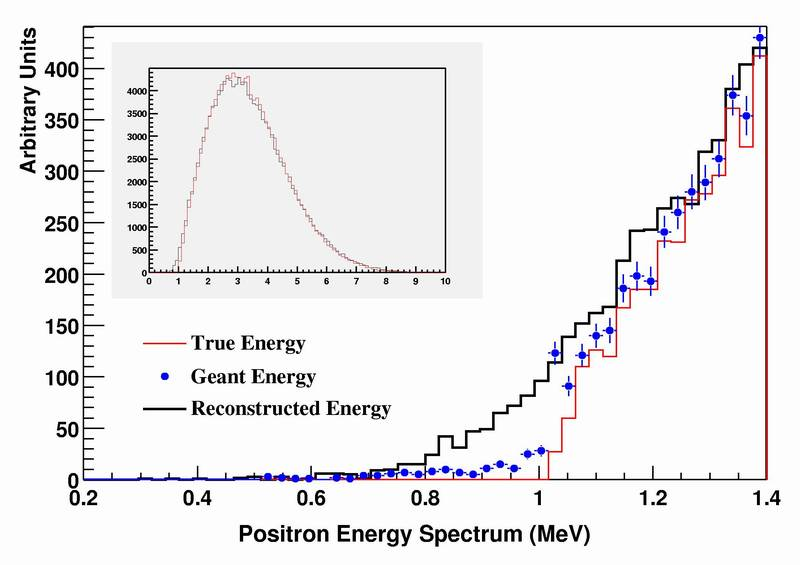 Arbitrary Units
400
350
300
250
200
150
100
50
0
4000
3500
3000
2500
2000
1500
1000
500
0
0 1 2 3 4 5 6 7 8 9 10
True Energy
Geant Energy
Reconstructed Energy
0.2 0.4 0.6 0.8 1 1.2 1.4
Positron Energy Spectrum (MeV)